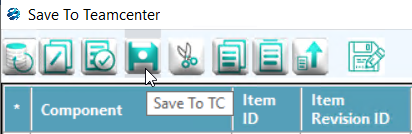 Save To Teamcenter
Save To TC
* Component Item ID Item Revision ID